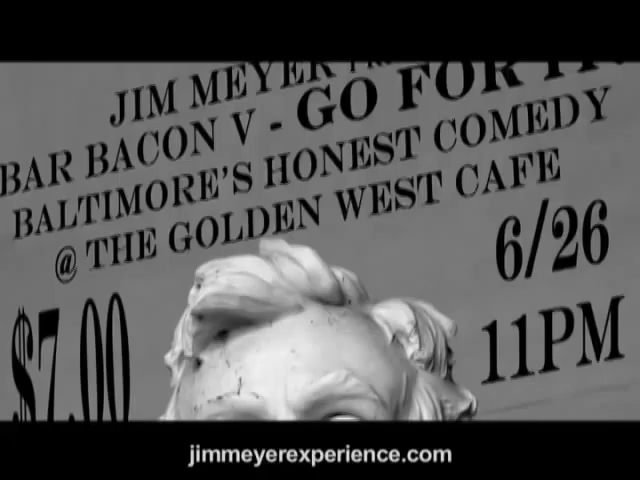 JIM MEYER
BAR BACON V - GO FOR
BALTIMORE'S HONEST COMEDY
@ THE GOLDEN WEST CAFE
6/26
$7.00
11PM
jimmeyerexperience.com